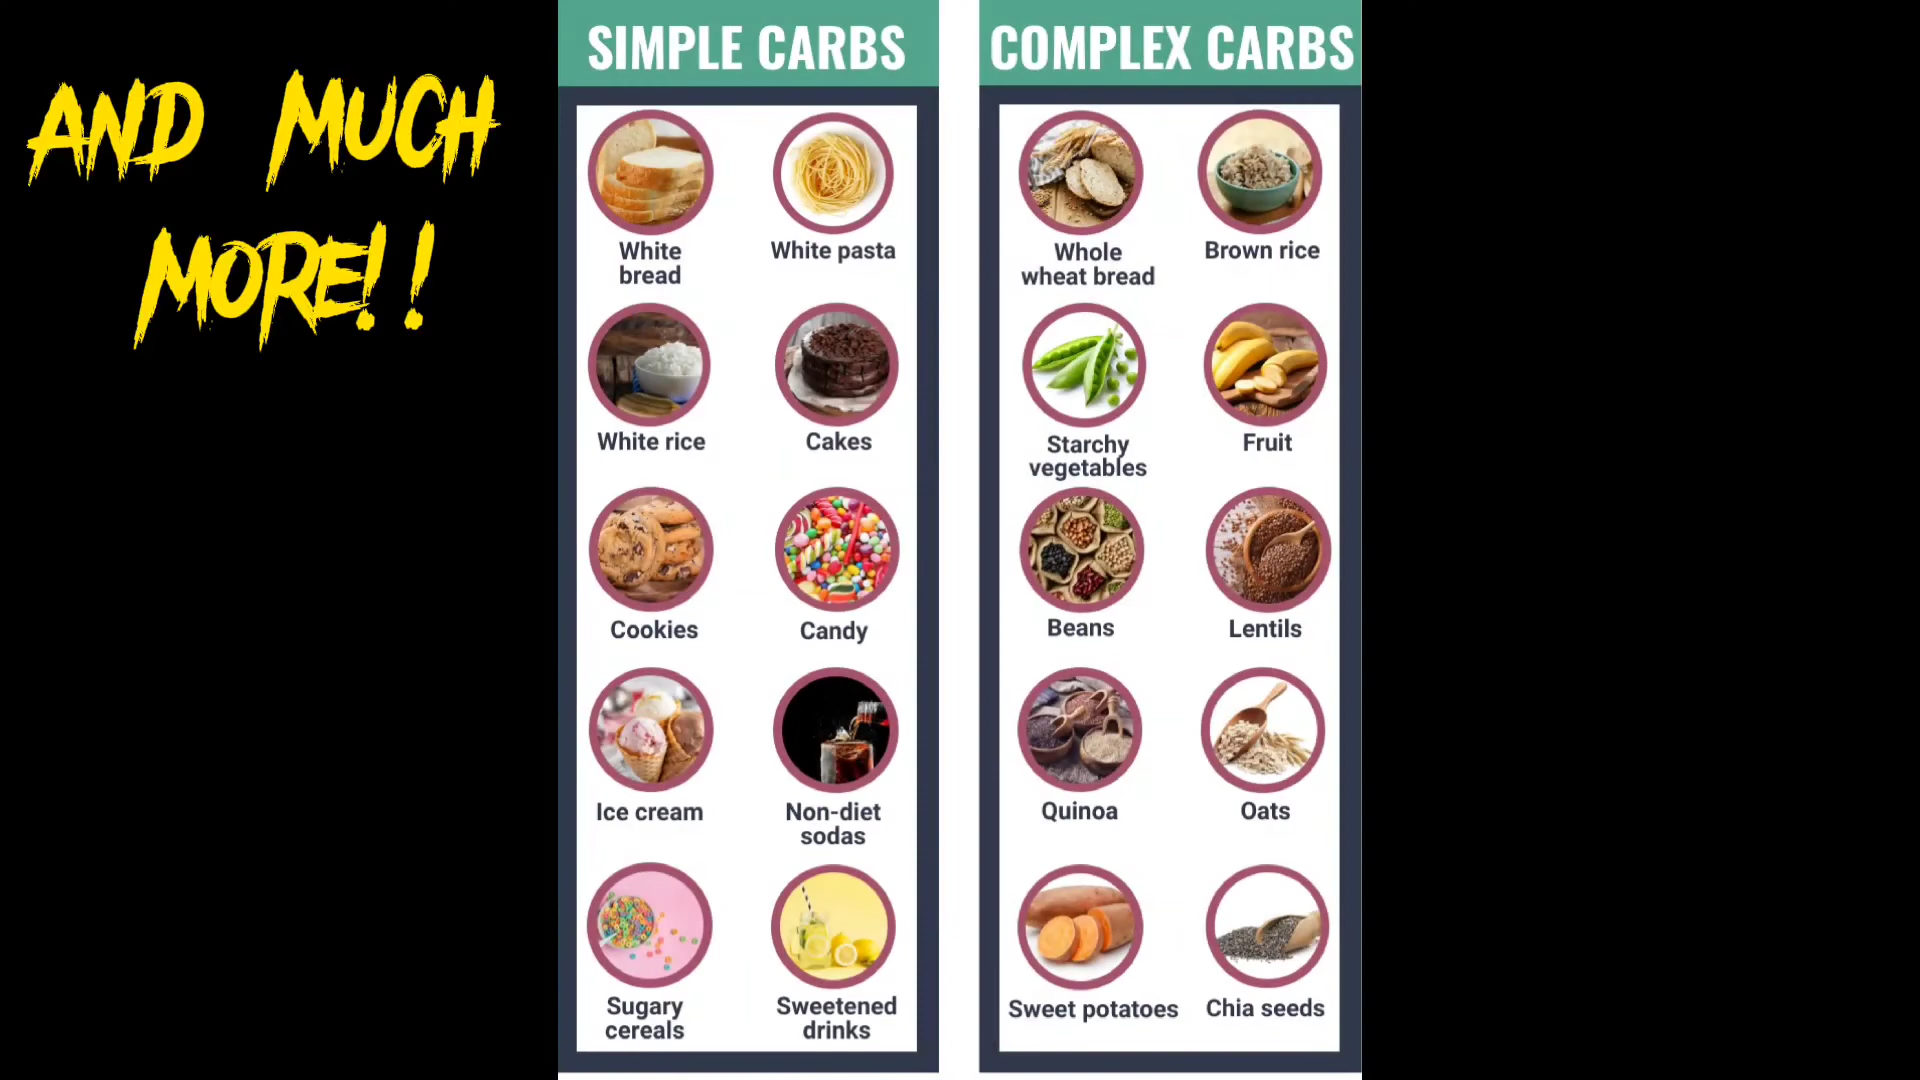 AND MUCH
MORE!!
SIMPLE CARBS
White
bread
White pasta
White rice
Cakes
Cookies
Candy
Ice cream
Non-diet
sodas
Sugary
cereals
Sweetened
drinks
COMPLEX CARBS
Whole
wheat bread
Brown rice
Starchy
vegetables
Fruit
Beans
Lentils
Quinoa
Oats
Sweet potatoes
Chia seeds